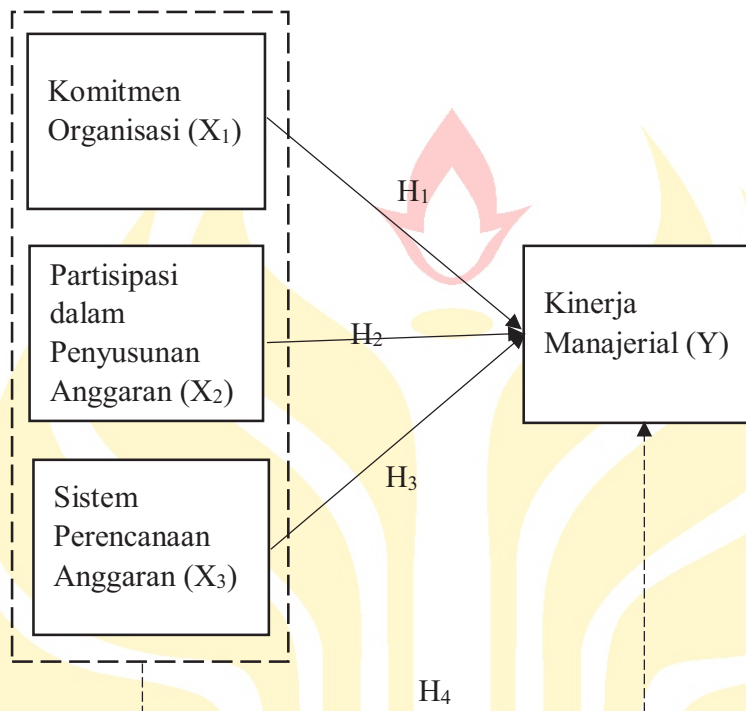 Komitmen
Organisasi (X₁)
H₁
Partisipasi
dalam
Penyusunan
Anggaran (X₂)
H₂
Kinerja
Manajerial (Y)
Sistem
Perencanaan
Anggaran (X₃)
H₃
H₄